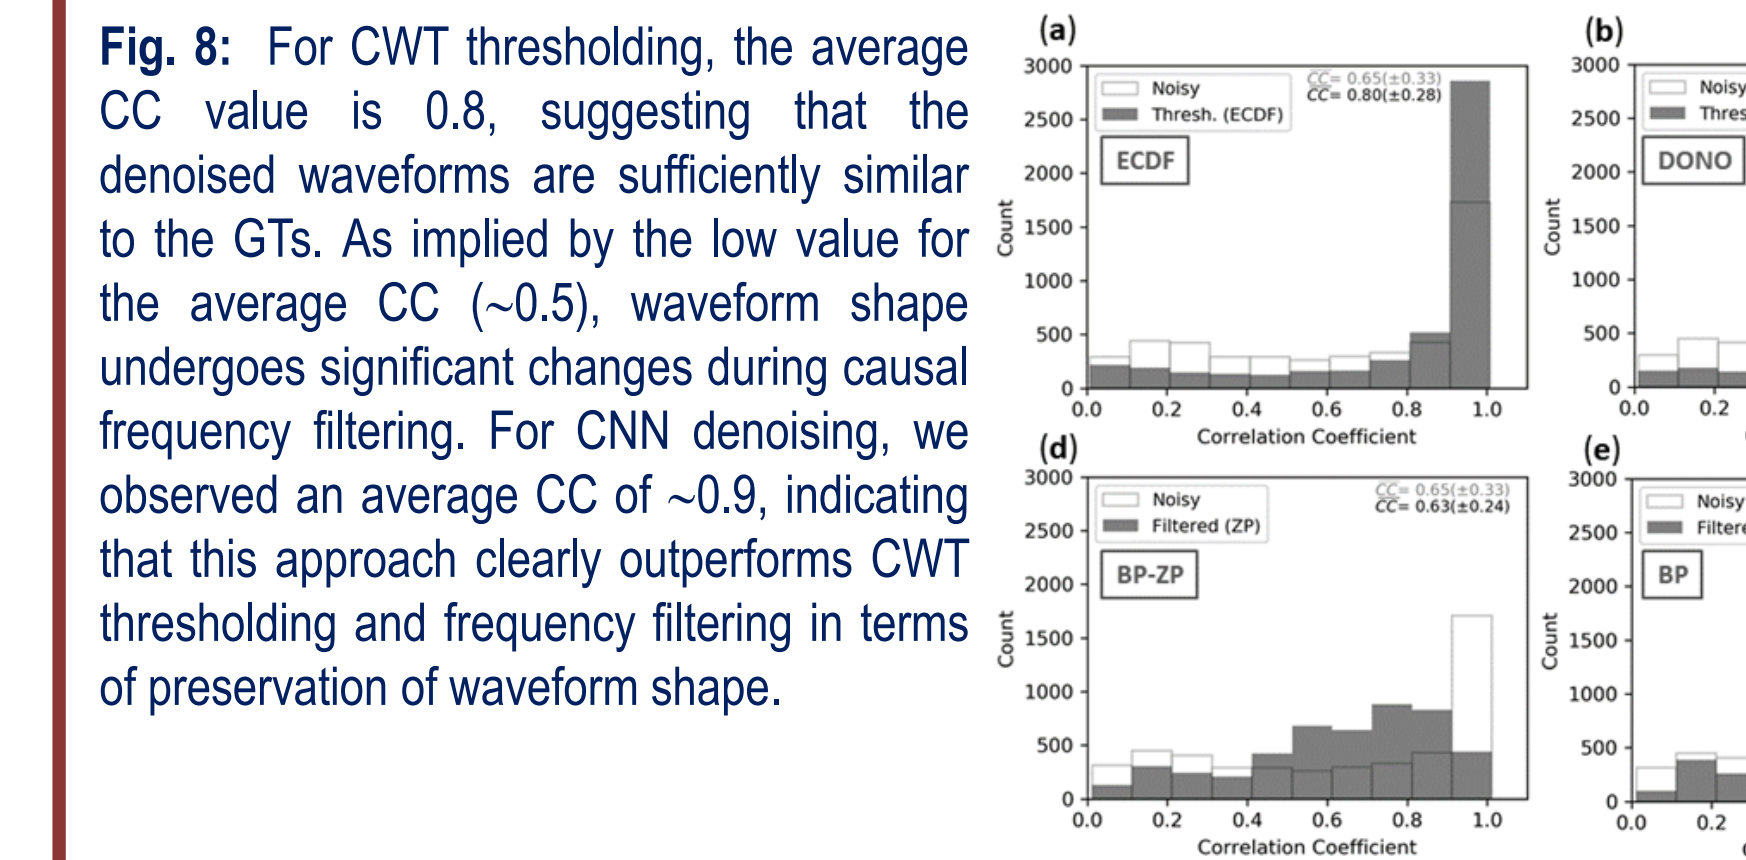 Fig. 8: For CWT thresholding, the average
CC value is 0.8, suggesting that the
denoised waveforms are sufficiently similar
to the GTs. As implied by the low value for
the average CC (~0.5), waveform shape
undergoes significant changes during causal
frequency filtering. For CNN denoising, we
observed an average CC of ~0.9, indicating
that this approach clearly outperforms CWT
thresholding and frequency filtering in terms
of preservation of waveform shape.
(a)
3000
2500
2000
1500
1000
500
0
Count
Noisy
Thresh. (ECDF)
CC= 0.65(±0.33)
CC= 0.80(±0.28)
ECDF
0.0 0.2 0.4 0.6 0.8 1.0
Correlation Coefficient
(b)
3000
2500
2000
1500
1000
500
0
Count
Noisy
Thres
DONO
0.0 0.2
(d)
3000
2500
2000
1500
1000
500
0
Count
Noisy
Filtered (ZP)
CC= 0.65(±0.33)
CC= 0.63(±0.24)
BP-ZP
0.0 0.2 0.4 0.6 0.8 1.0
Correlation Coefficient
(e)
3000
2500
2000
1500
1000
500
0
Count
Noisy
Filtere
BP
0.0 0.2